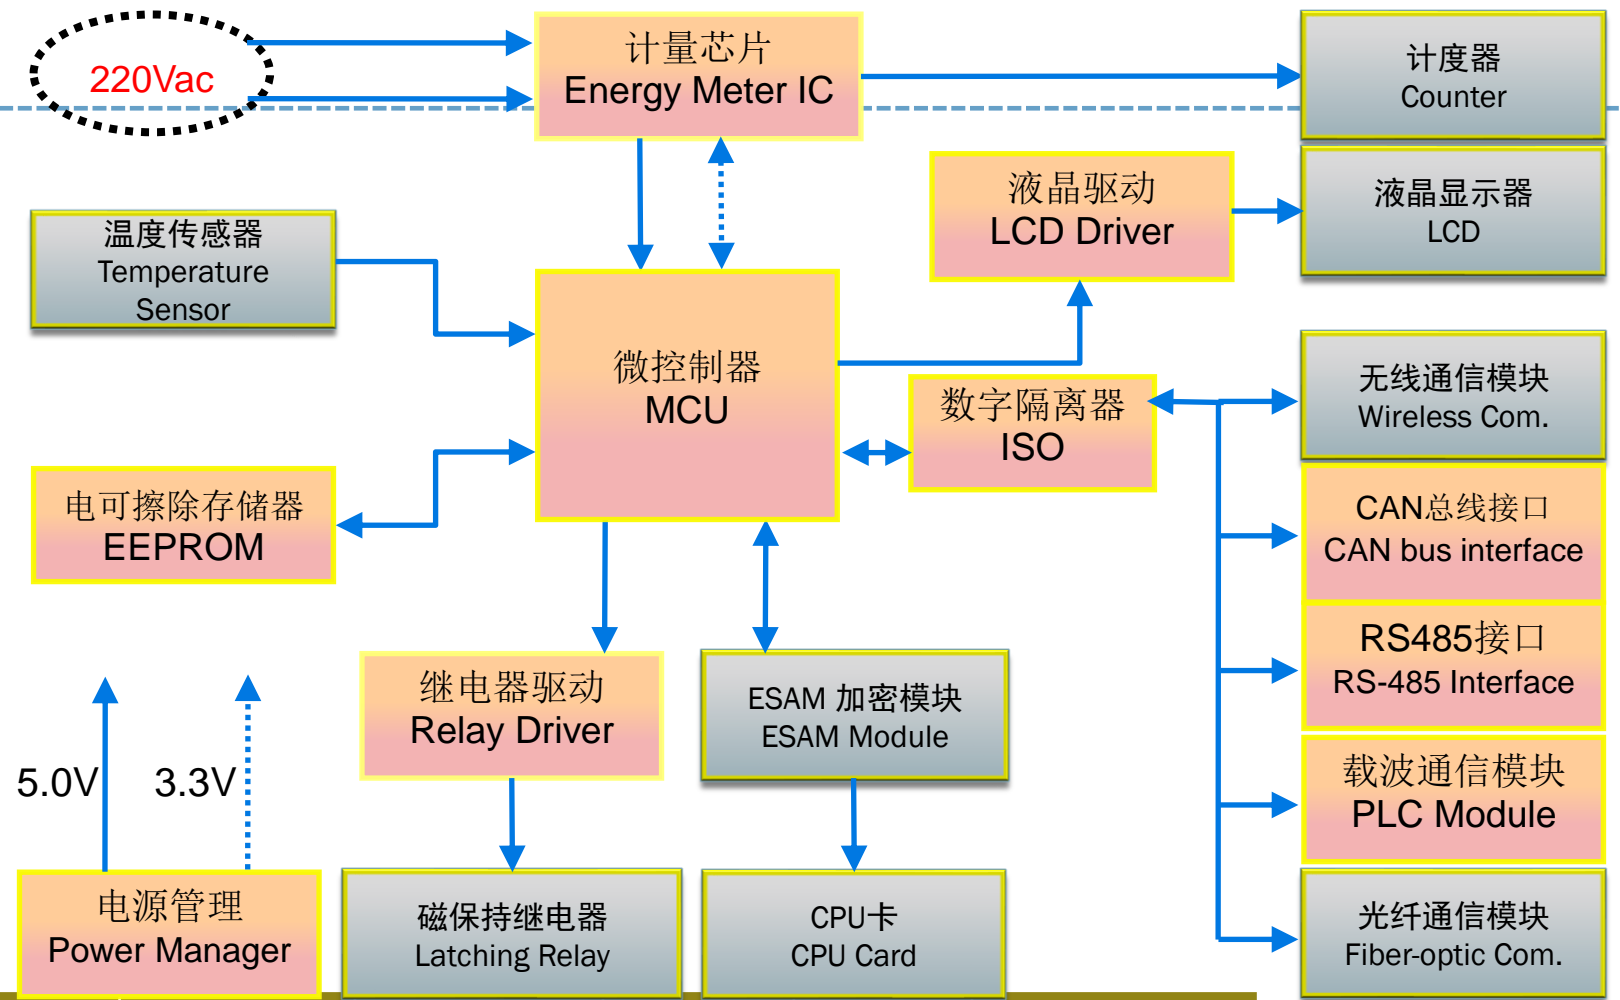 220Vac
计量芯片
Energy Meter IC
计度器
Counter
液晶驱动
LCD Driver
液晶显示器
LCD
温度传感器
Temperature
Sensor
微控制器
MCU
数字隔离器
ISO
无线通信模块
Wireless Com.
电可擦除存储器
EEPROM
CAN总线接口
CAN bus interface
RS485接口
RS-485 Interface
继电器驱动
Relay Driver
ESAM 加密模块
ESAM Module
5.0V
3.3V
载波通信模块
PLC Module
电源管理
Power Manager
磁保持继电器
Latching Relay
CPU卡
CPU Card
光纤通信模块
Fiber-optic Com.